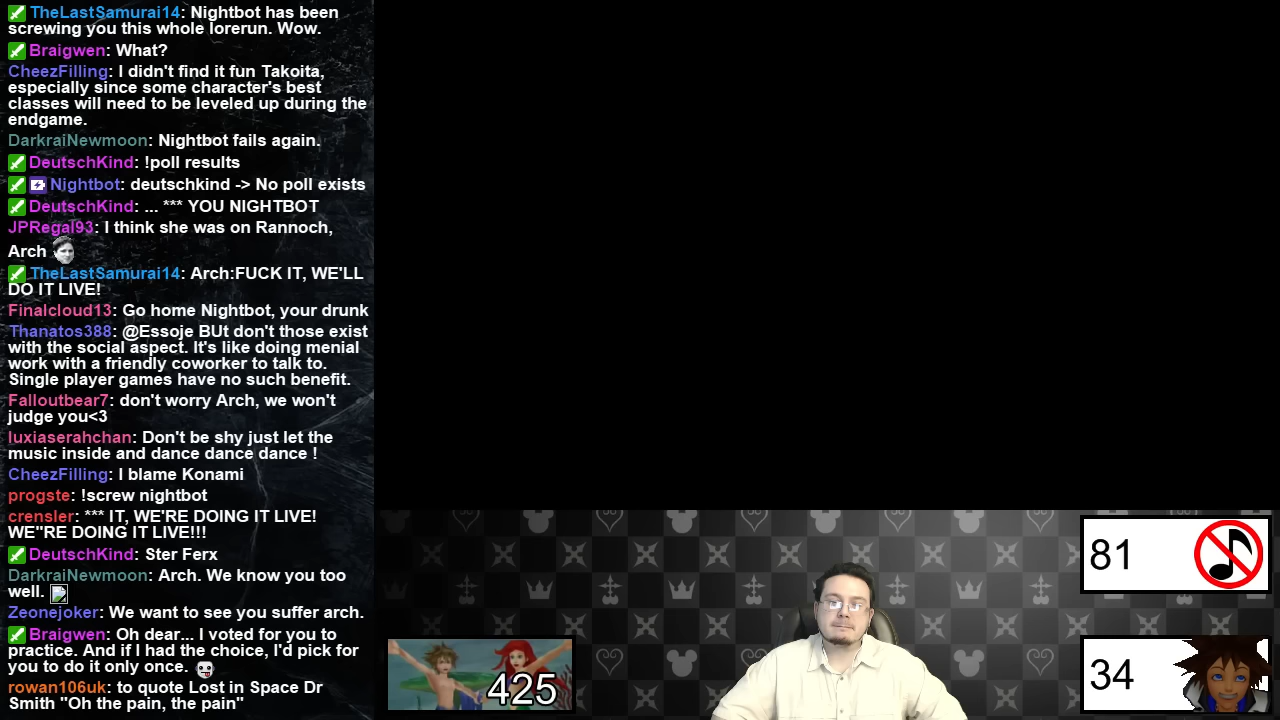 TheLastSamurai14: Nightbot has been
screwing you this whole lorerun. Wow.
Braigwen: What?
CheezFilling: I didn't find it fun Takoita,
especially since some character's best
classes will need to be leveled up during the
endgame.
DarkraiNewmoon: Nightbot fails again.
DeutschKind: !poll results
Nightbot: deutschkind -> No poll exists
DeutschKind: ... *** YOU NIGHTBOT
JPRegal93: I think she was on Rannoch,
Arch
TheLastSamurai14: Arch:FUCK IT, WE'LL
DO IT LIVE!
Finalcloud13: Go home Nightbot, your drunk
Thanatos388: @Essoje BUt don't those exist
with the social aspect. It's like doing menial
work with a friendly coworker to talk to.
Single player games have no such benefit.
Falloutbear7: don't worry Arch, we won't
judge you<3
luxiaserahchan: Don't be shy just let the
music inside and dance dance dance !
CheezFilling: I blame Konami
progste: !screw nightbot
crensler: *** IT, WE'RE DOING IT LIVE!
WE"RE DOING IT LIVE!!!
DeutschKind: Ster Ferx
DarkraiNewmoon: Arch. We know you too
well.
Zeonejoker: We want to see you suffer arch.
Braigwen: Oh dear... I voted for you to
practice. And if I had the choice, I'd pick for
you to do it only once.
rowan106uk: to quote Lost in Space Dr
Smith "Oh the pain, the pain"
81
425
34